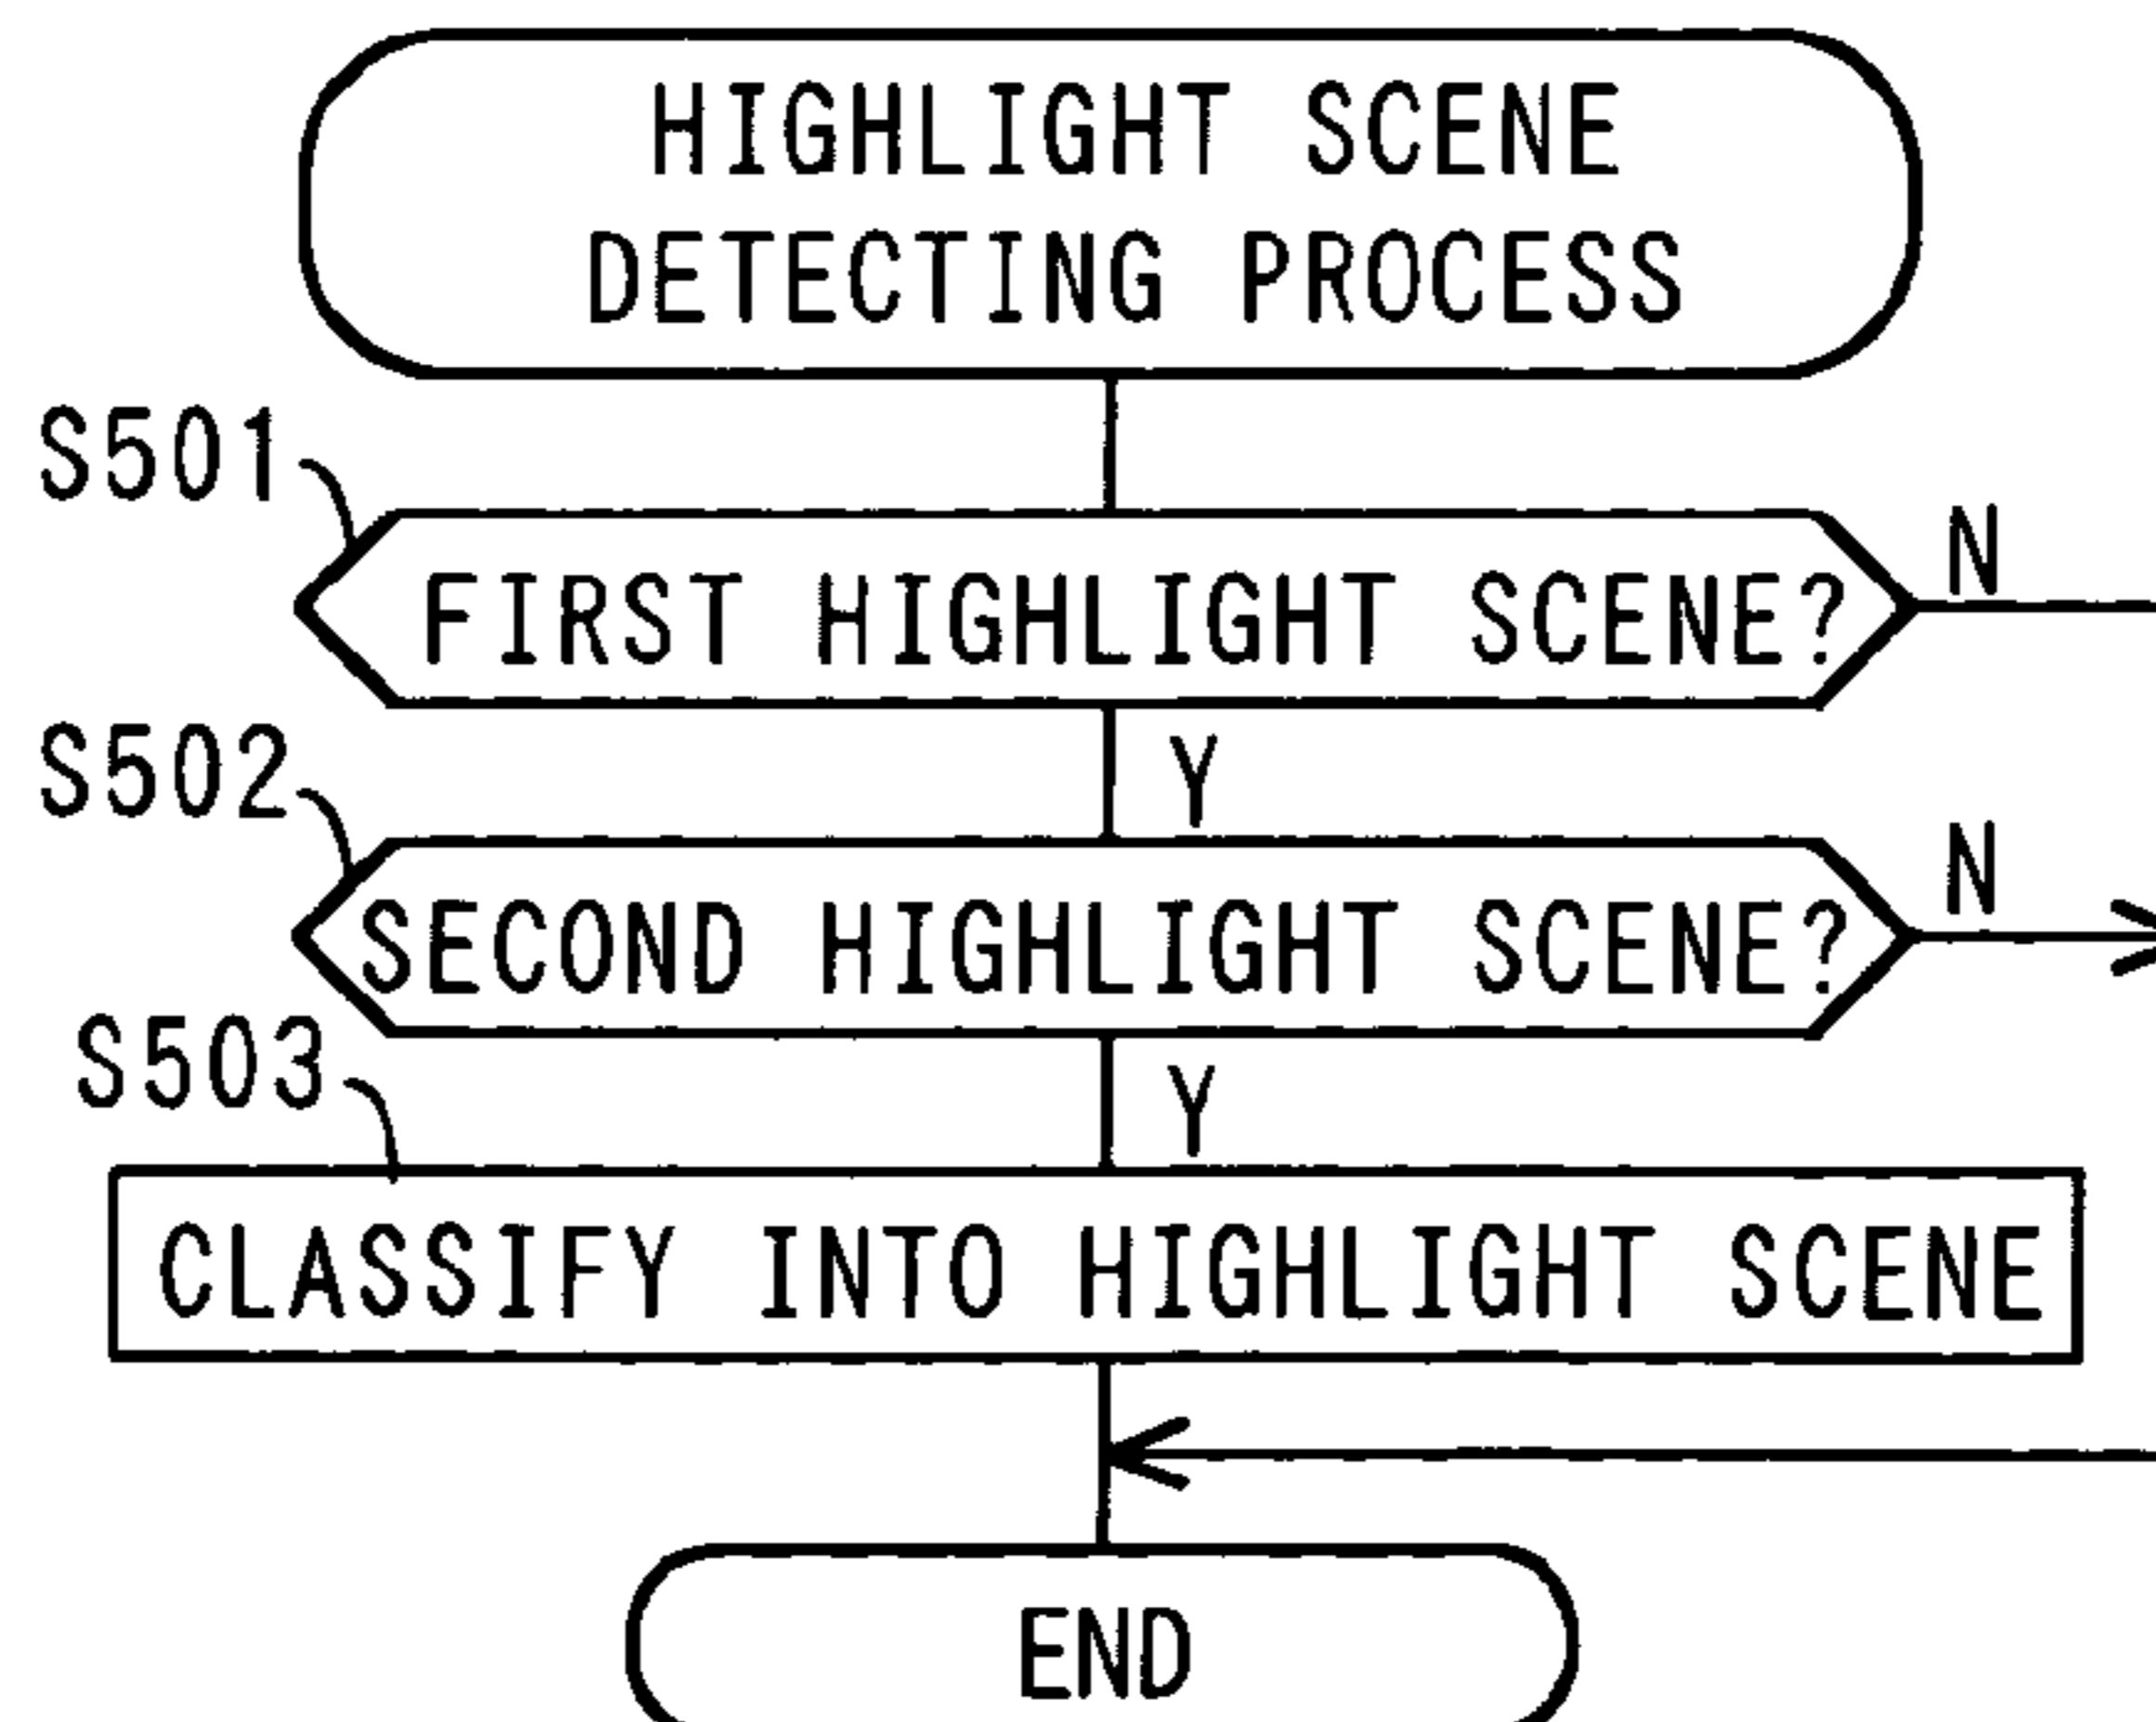 HIGHLIGHT SCENE
DETECTING PROCESS
S501
N
FIRST HIGHLIGHT SCENE?
Y
S502
N
SECOND HIGHLIGHT SCENE?
Y
S503
CLASSIFY INTO HIGHLIGHT SCENE
END